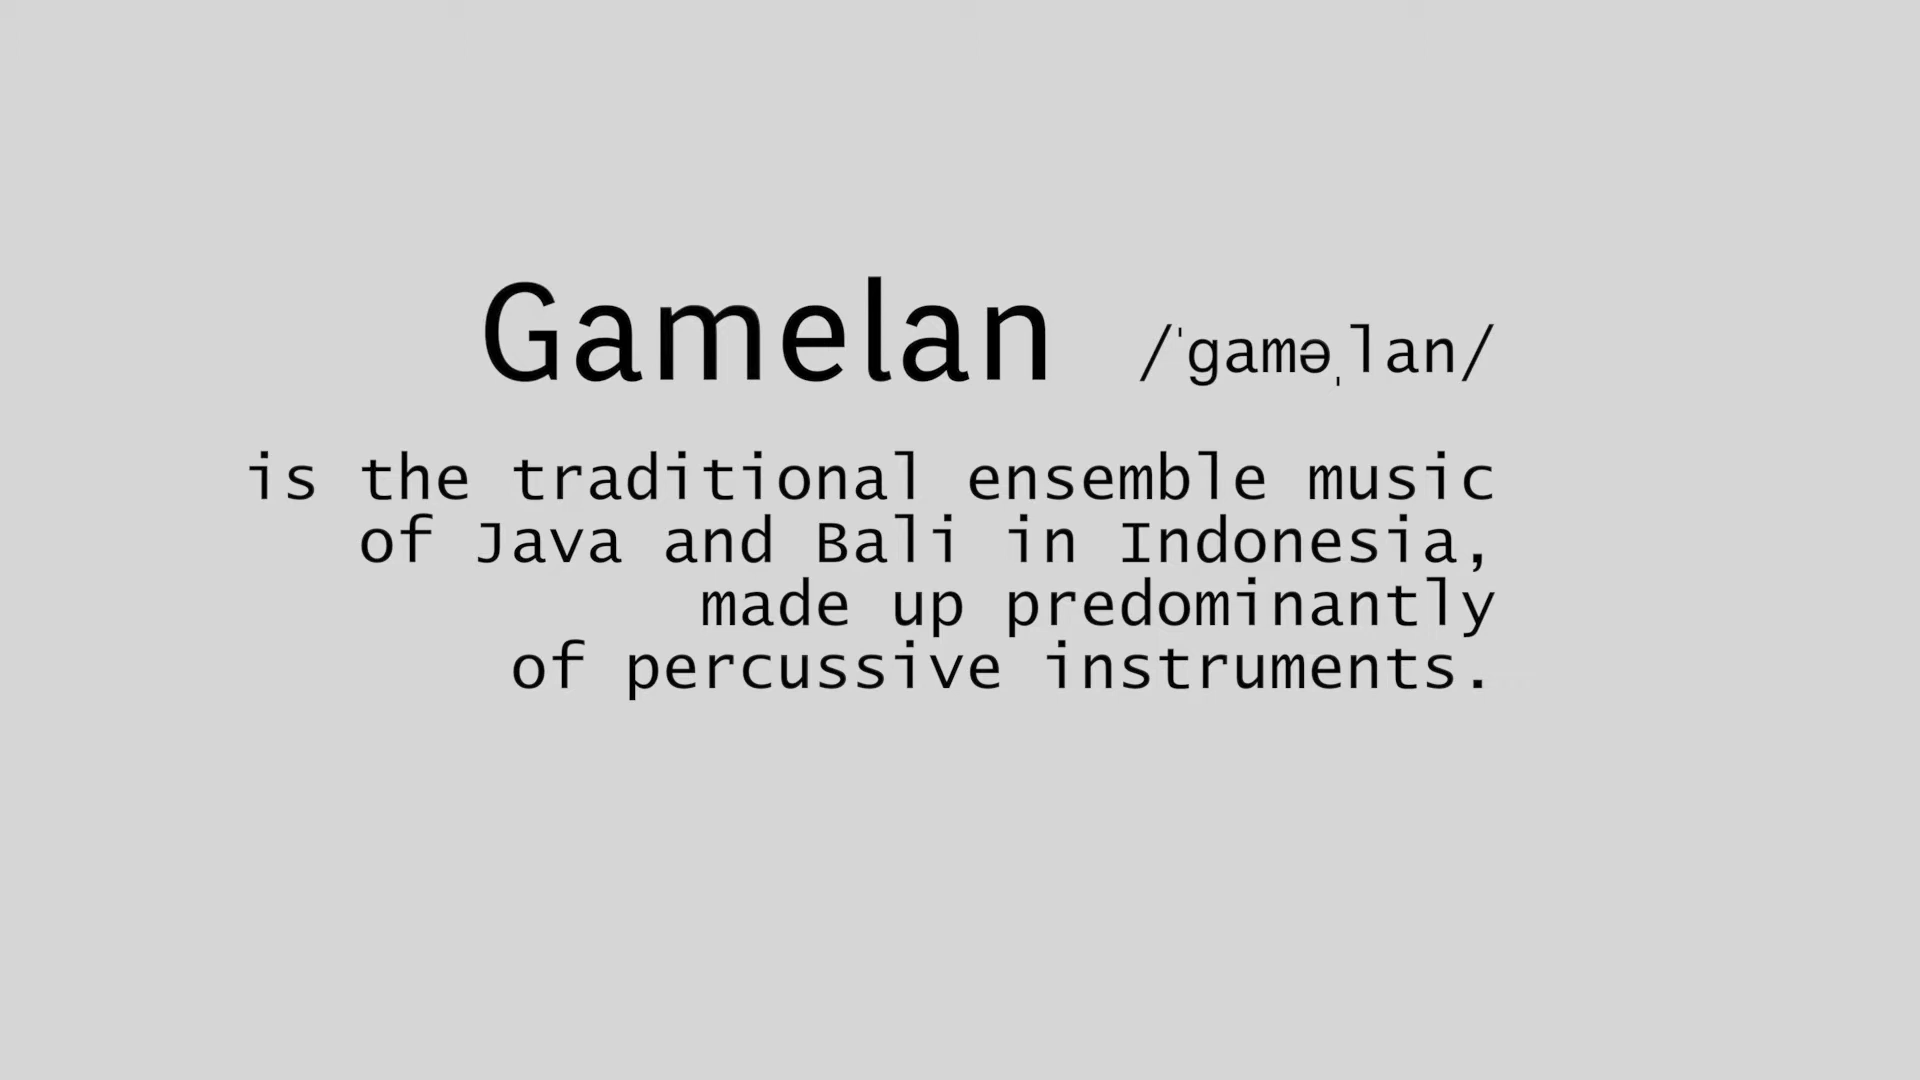 Gamelan /ˈgaməˌlan/
is the traditional ensemble music
of Java and Bali in Indonesia,
made up predominantly
of percussive instruments.